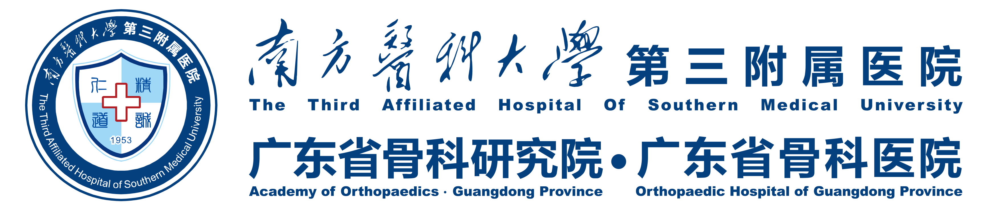 南方醫科大學第三附属医院
仁 精
道 誠
1953
The Third Affiliated Hospital of Southern Medical University
南方醫科大學第三附属医院
The Third Affiliated Hospital Of Southern Medical University
广东省骨科研究院•广东省骨科医院
Academy of Orthopaedics · Guangdong Province Orthopaedic Hospital of Guangdong Province